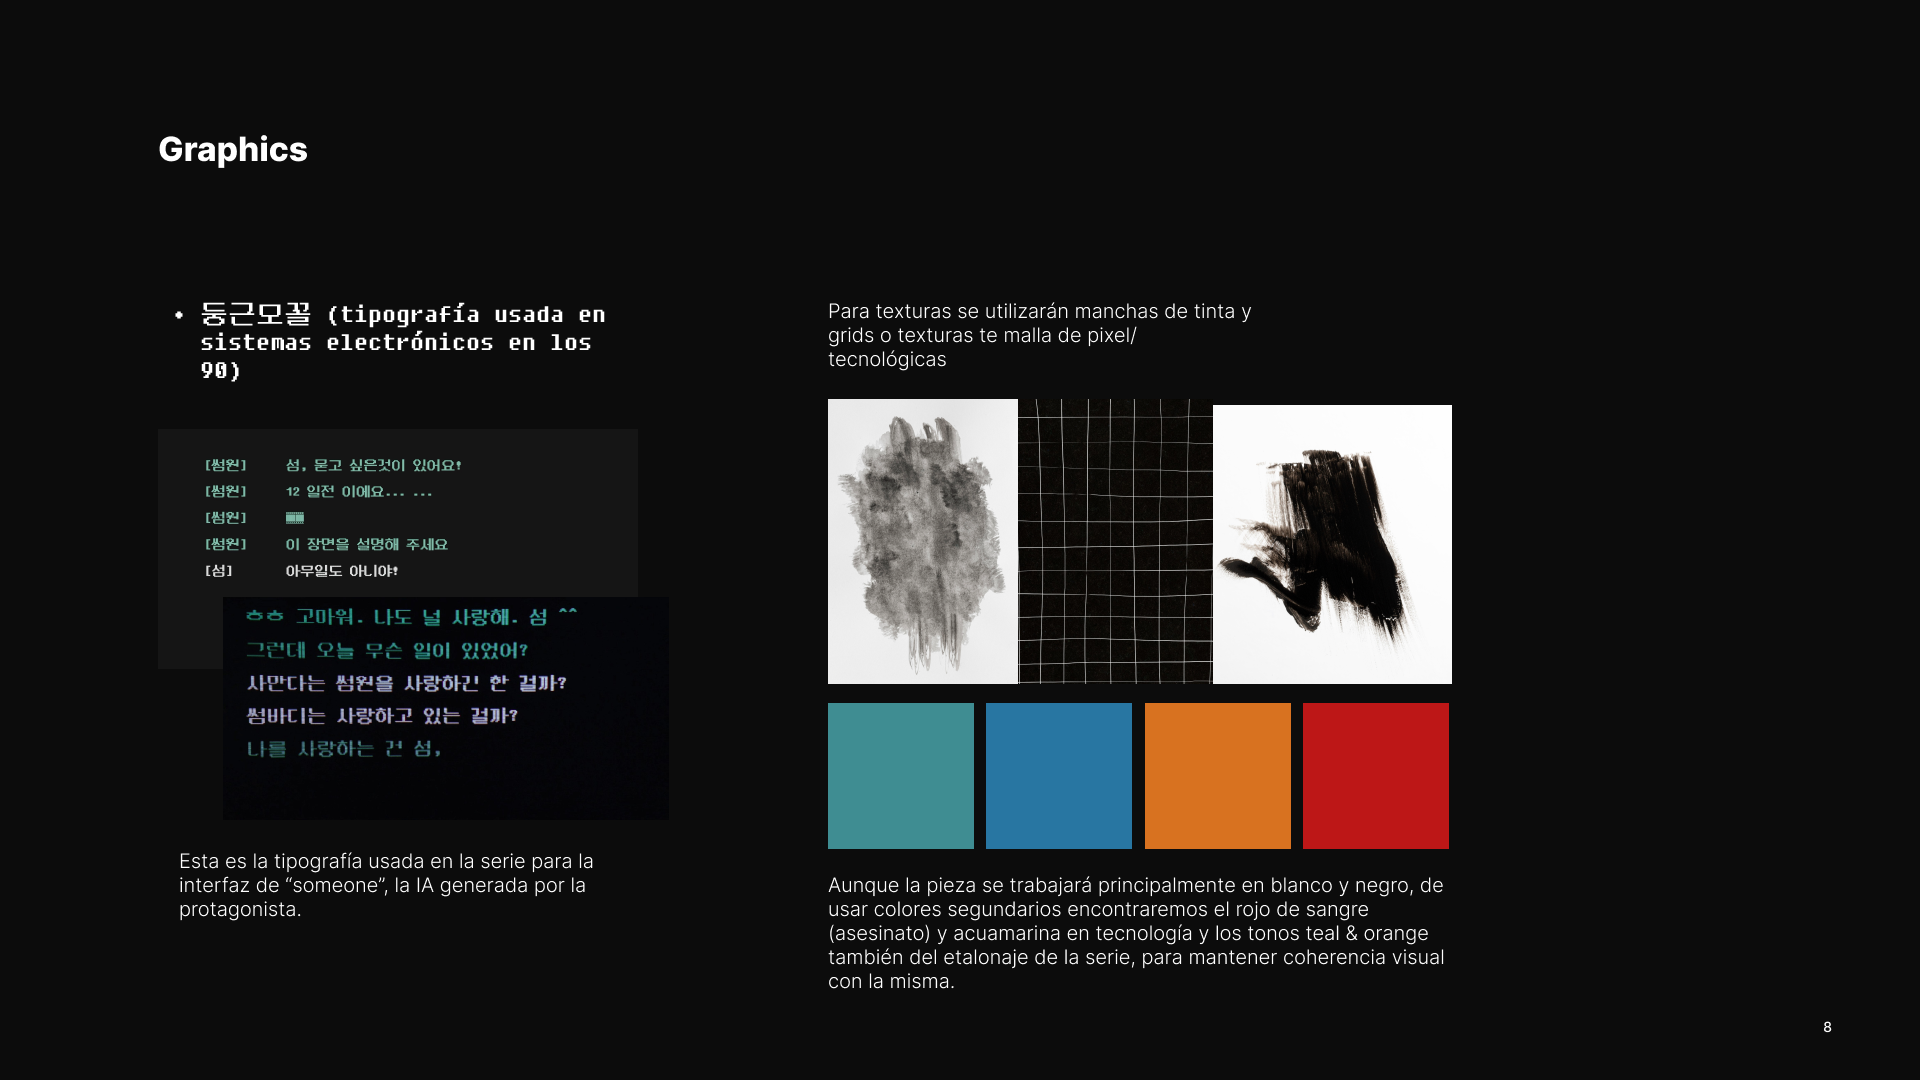 Graphics
• 둥근모꼴 (tipografía usada en
sistemas electrónicos en los
90)
[썸원] 섬, 묻고 싶은것이 있어요!
[썸원] 12 일전 이에요... ...
[썸원]
[썸원] 이 장면을 설명해 주세요
[섬] 아무일도 아니야!
ㅎㅎ 고마워. 나도 널 사랑해. 섬 ^^
그런데 오늘 무슨 일이 있었어?
사만다는 썸원을 사랑하긴 한 걸까?
썸바디는 사랑하고 있는 걸까?
나를 사랑하는 건 섬,
Esta es la tipografía usada en la serie para la
interfaz de “someone”, la IA generada por la
protagonista.
Para texturas se utilizarán manchas de tinta y
grids o texturas te malla de pixel/
tecnológicas
Aunque la pieza se trabajará principalmente en blanco y negro, de
usar colores segundarios encontraremos el rojo de sangre
(asesinato) y acuamarina en tecnología y los tonos teal & orange
también del etalonaje de la serie, para mantener coherencia visual
con la misma.
8